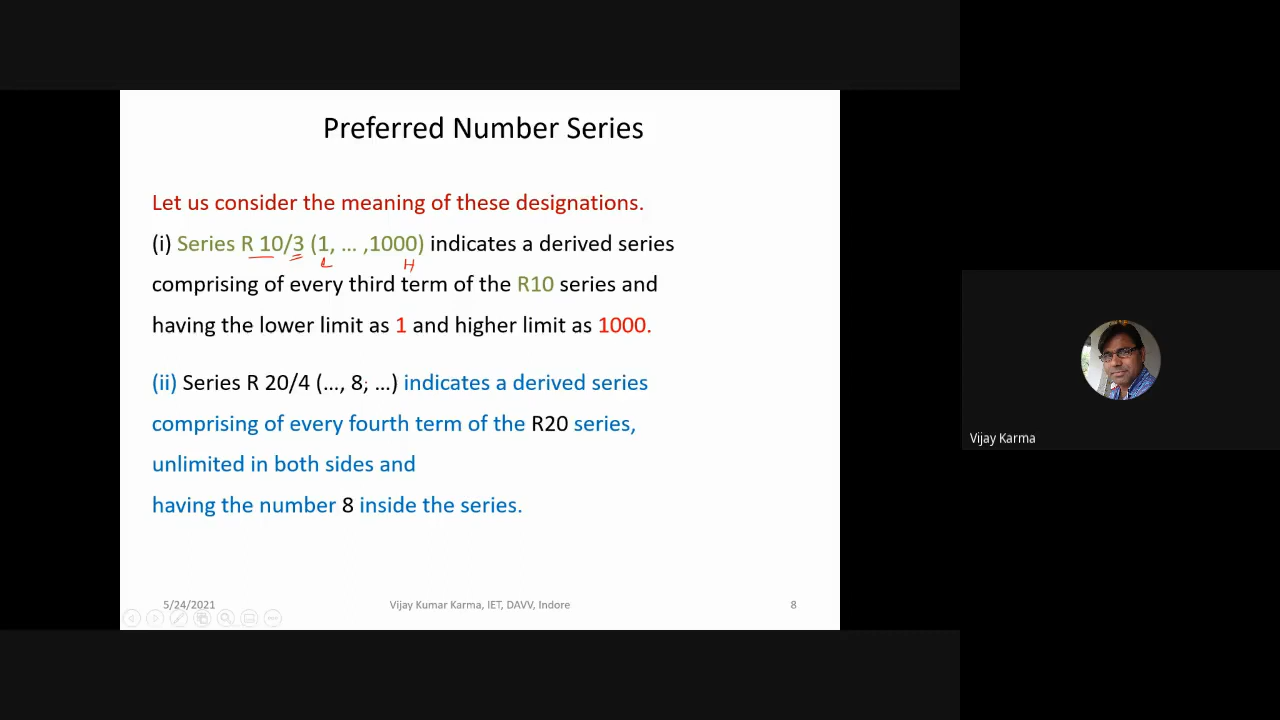 Preferred Number Series
Let us consider the meaning of these designations.
(i) Series R 10/3 (1, … ,1000) indicates a derived series
L H
comprising of every third term of the R10 series and
having the lower limit as 1 and higher limit as 1000.
(ii) Series R 20/4 (…, 8; …) indicates a derived series
comprising of every fourth term of the R20 series,
unlimited in both sides and
having the number 8 inside the series.
5/24/2021 Vijay Kumar Karma, IET, DAVV, Indore 8
Vijay Karma